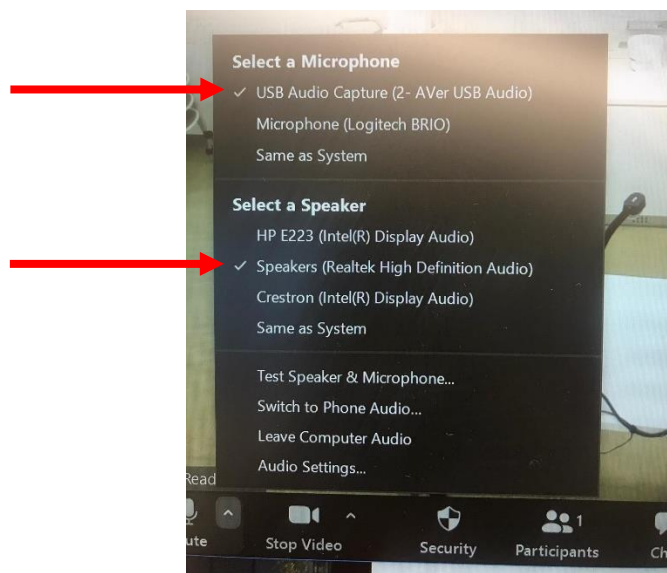 Select a Microphone
✓ USB Audio Capture (2- AVer USB Audio)
Microphone (Logitech BRIO)
Same as System
Select a Speaker
HP E223 (Intel(R) Display Audio)
✓ Speakers (Realtek High Definition Audio)
Crestron (Intel(R) Display Audio)
Same as System
Test Speaker & Microphone...
Switch to Phone Audio...
Leave Computer Audio
Audio Settings...
Read
1
ute Stop Video Security Participants Ch